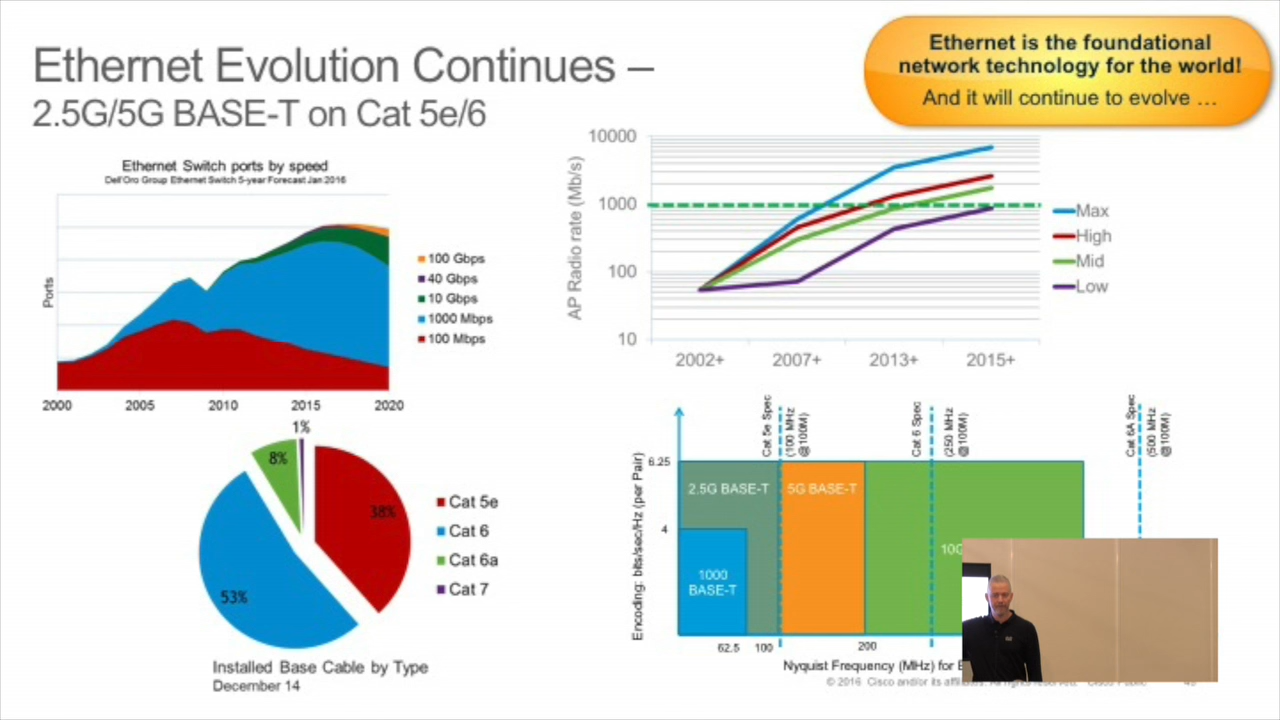 Ethernet Evolution Continues –
2.5G/5G BASE-T on Cat 5e/6
Ethernet is the foundational
network technology for the world!
And it will continue to evolve ...
Ethernet Switch ports by speed
Dell'Oro Group Ethernet Switch 5-year Forecast Jan 2016
Ports
2000
2005
2010
2015
2020
100 Gbps
40 Gbps
10 Gbps
1000 Mbps
100 Mbps
AP Radio rate (Mb/s)
10000
1000
100
10
2002+
2007+
2013+
2015+
Max
High
Mid
Low
1%
8%
38%
53%
Cat 5e
Cat 6
Cat 6a
Cat 7
Installed Base Cable by Type
December 14
Encoding: bits/sec/Hz (per Pair)
6.25
4
Cat 5e Spec
(100 MHz
@100M)
Cat 6 Spec
(250 MHz
@100M)
Cat 6A Spec
(500 MHz
@100M)
2.5G BASE-T
5G BASE-T
1000
BASE-T
62.5
100
200
Nyquist Frequency (MHz) for
© 2016 Cisco and/or its